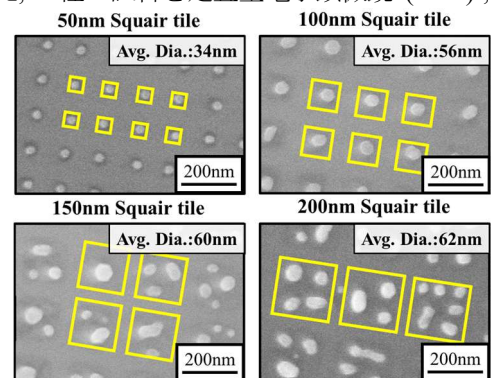 50nm Squair tile
100nm Squair tile
Avg. Dia.:34nm
Avg. Dia.:56nm
200nm
200nm
150nm Squair tile
200nm Squair tile
Avg. Dia.:60nm
Avg. Dia.:62nm
200nm
200nm